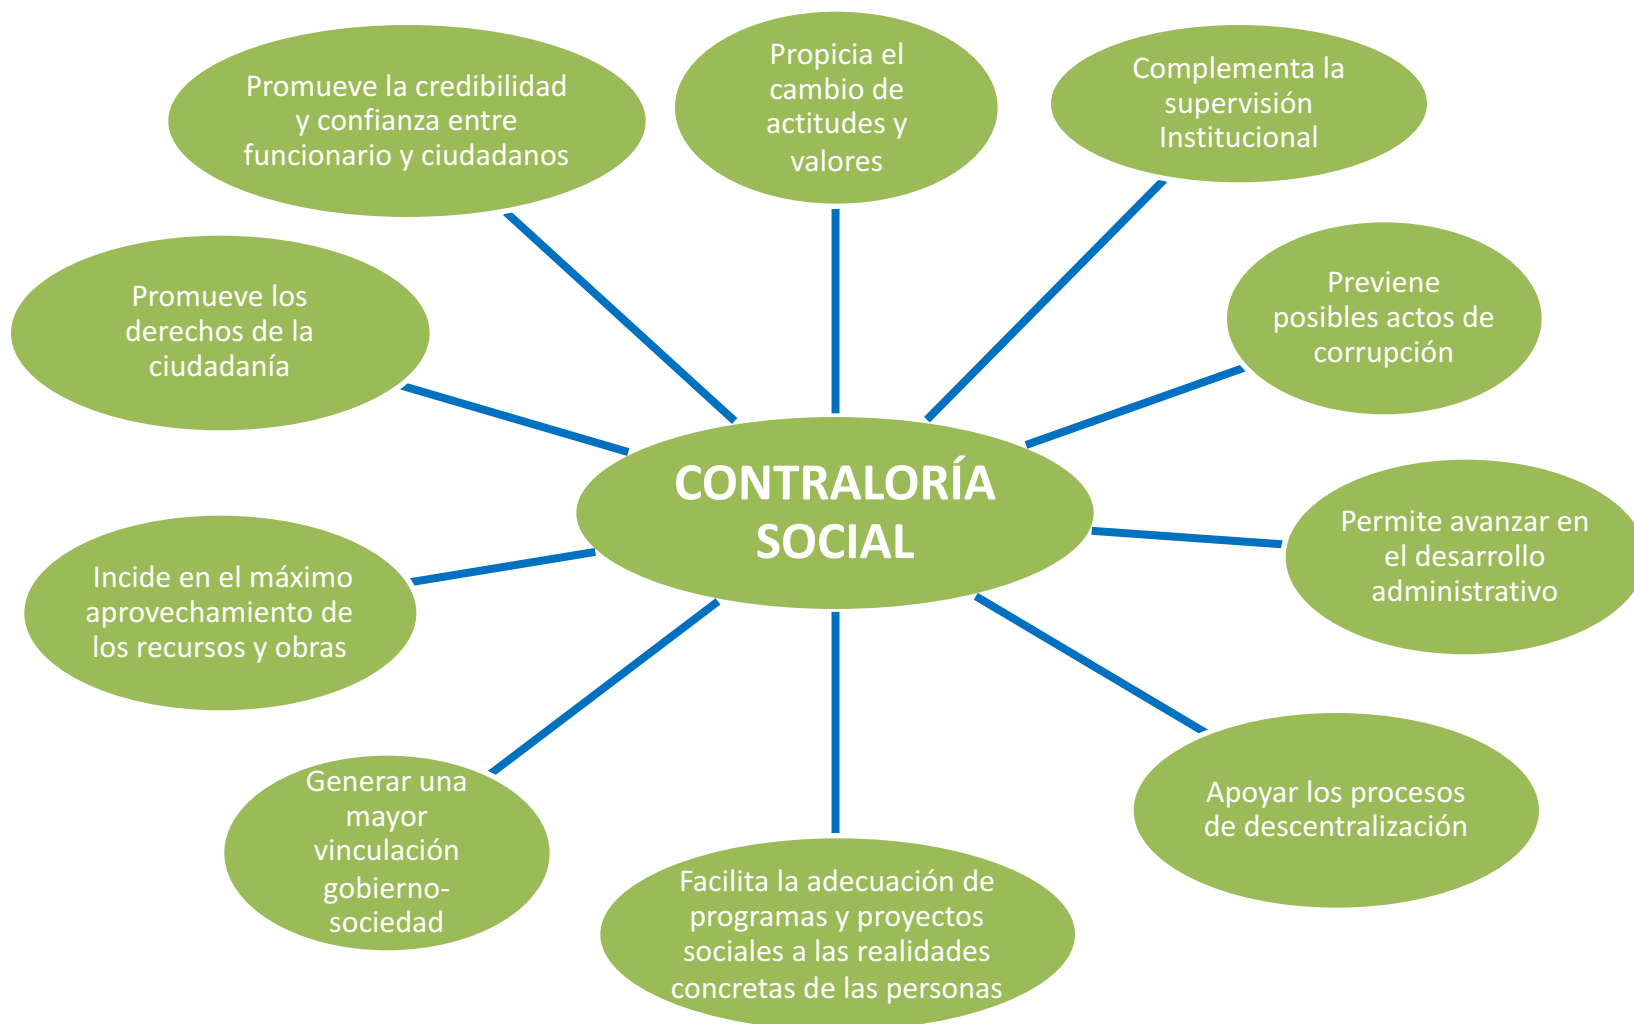 Promueve la credibilidad
y confianza entre
funcionario y ciudadanos
Propicia el
cambio de
actitudes y
valores
Complementa la
supervisión
Institucional
Promueve los
derechos de la
ciudadanía
Previene
posibles actos de
corrupción
CONTRALORÍA
SOCIAL
Permite avanzar en
el desarrollo
administrativo
Incide en el máximo
aprovechamiento de
los recursos y obras
Generar una
mayor
vinculación
gobierno-
sociedad
Facilita la adecuación de
programas y proyectos
sociales a las realidades
concretas de las personas
Apoyar los procesos
de descentralización